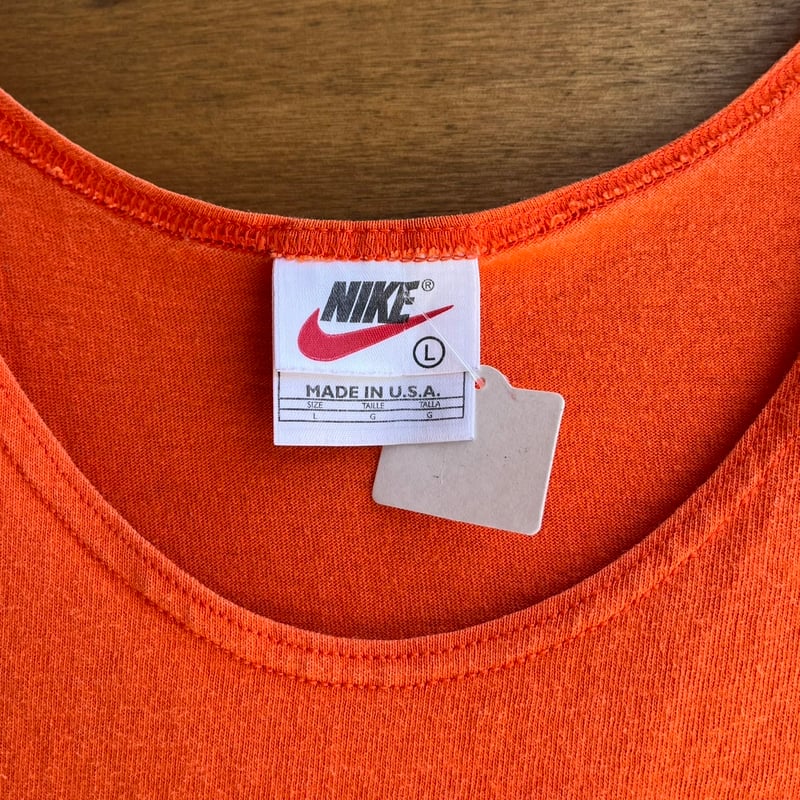 NIKE®
L
MADE IN U.S.A.
SIZE TAILLE TALLA
L G G